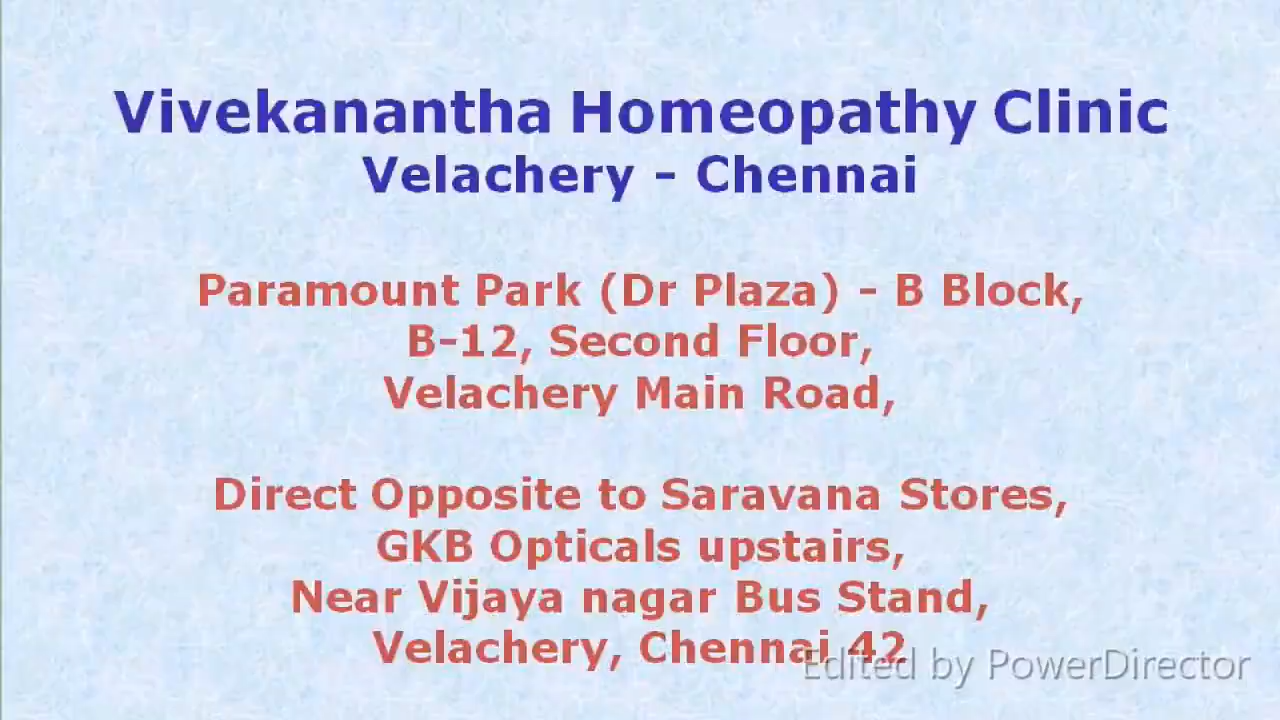 Vivekanantha Homeopathy Clinic
Velachery - Chennai
Paramount Park (Dr Plaza) - B Block,
B-12, Second Floor,
Velachery Main Road,
Direct Opposite to Saravana Stores,
GKB Opticals upstairs,
Near Vijaya nagar Bus Stand,
Velachery, Chennai 42
Edited by PowerDirector